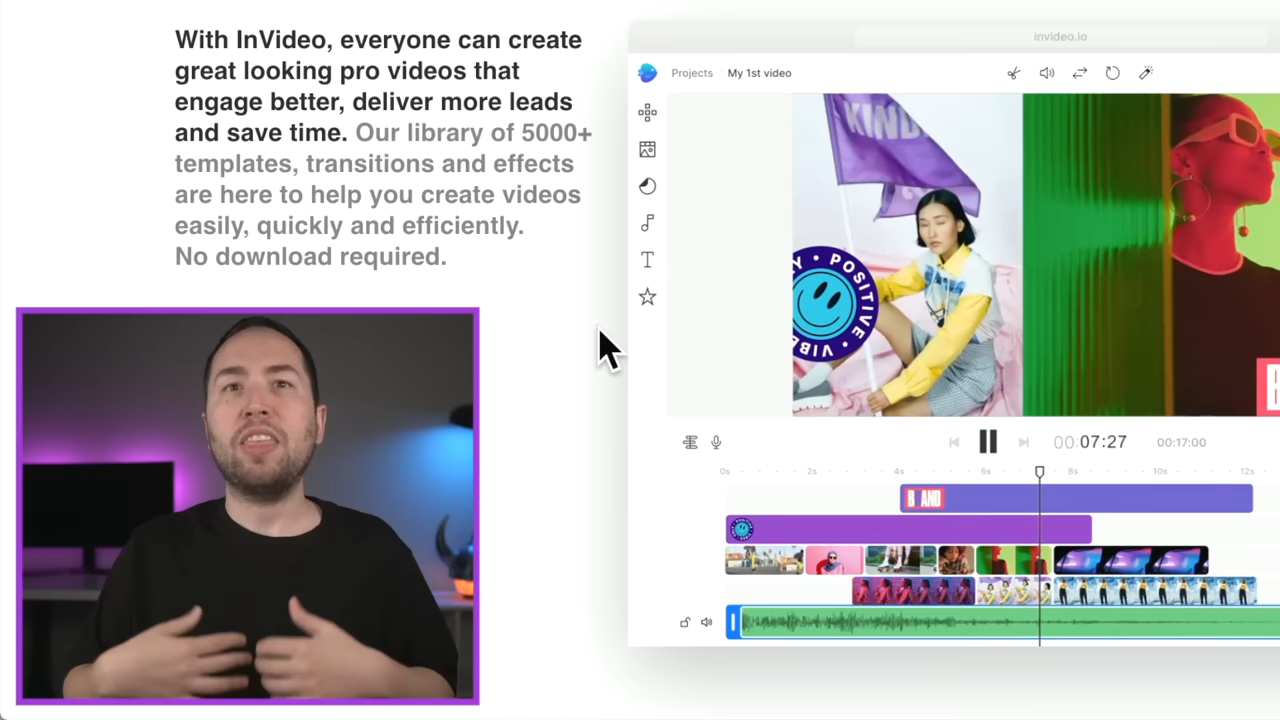 With InVideo, everyone can create
great looking pro videos that
engage better, deliver more leads
and save time. Our library of 5000+
templates, transitions and effects
are here to help you create videos
easily, quickly and efficiently.
No download required.
invideo.io
Projects / My 1st video
KIND
POSITIVE • VIB
00:07:27
00:17:00
0s 2s 4s 6s 8s 10s 12s